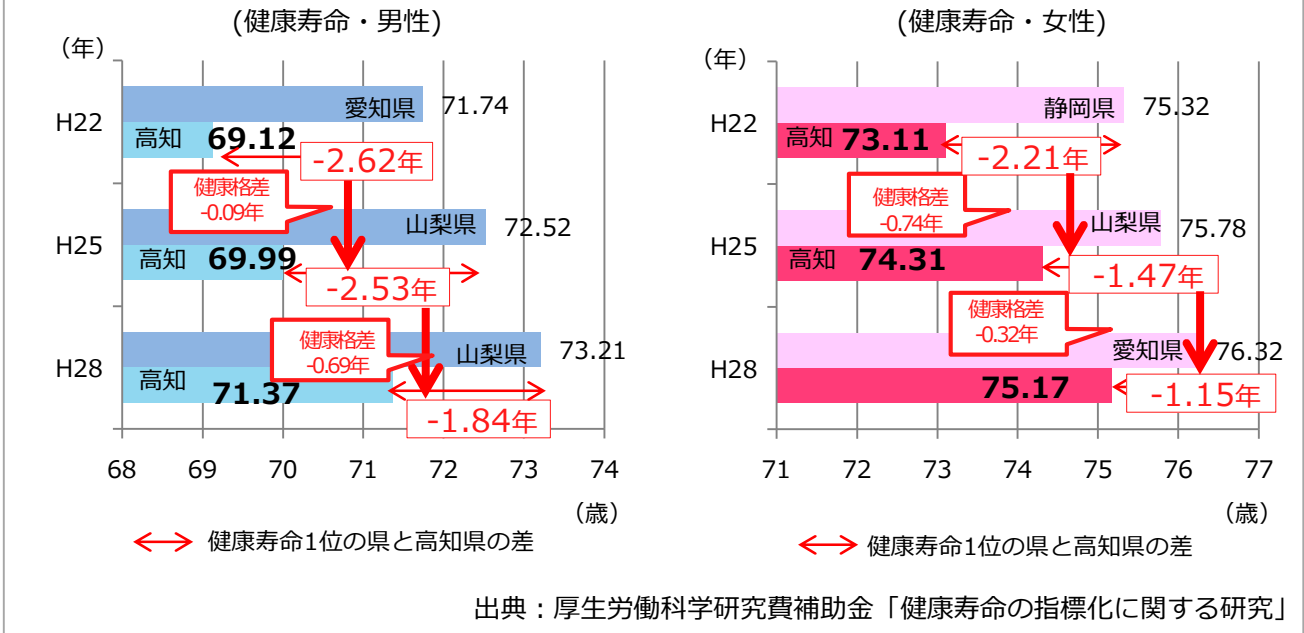 (健康寿命・男性)
（年）
H22
愛知県 71.74
高知 69.12
-2.62年
健康格差
-0.09年
H25
山梨県 72.52
高知 69.99
-2.53年
健康格差
-0.69年
H28
山梨県 73.21
高知 71.37
-1.84年
68 69 70 71 72 73 74
（歳）
健康寿命1位の県と高知県の差
(健康寿命・女性)
（年）
H22
静岡県 75.32
高知 73.11
-2.21年
健康格差
-0.74年
H25
山梨県 75.78
高知 74.31
-1.47年
健康格差
-0.32年
H28
愛知県 76.32
75.17
-1.15年
71 72 73 74 75 76 77
（歳）
健康寿命1位の県と高知県の差
出典：厚生労働科学研究費補助金「健康寿命の指標化に関する研究」